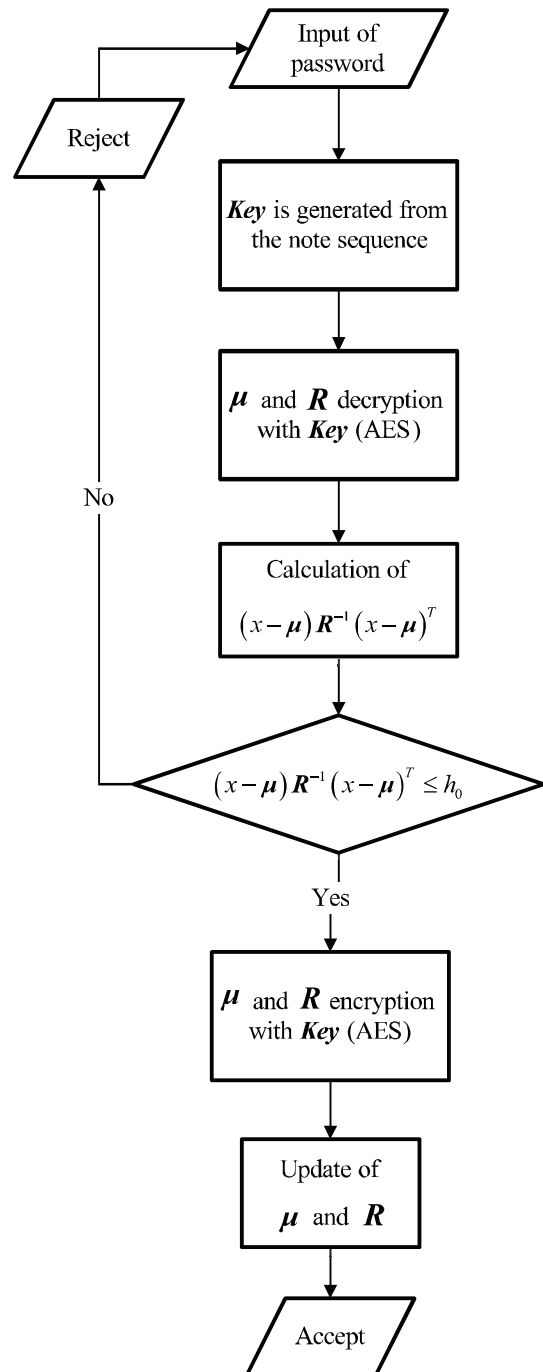 Input of
password
Reject
Key is generated from
the note sequence
μ and R decryption
with Key (AES)
No
Calculation of
(x−μ)R⁻¹(x−μ)ᵀ
(x−μ)R⁻¹(x−μ)ᵀ ≤ h₀
Yes
μ and R encryption
with Key (AES)
Update of
μ and R
Accept